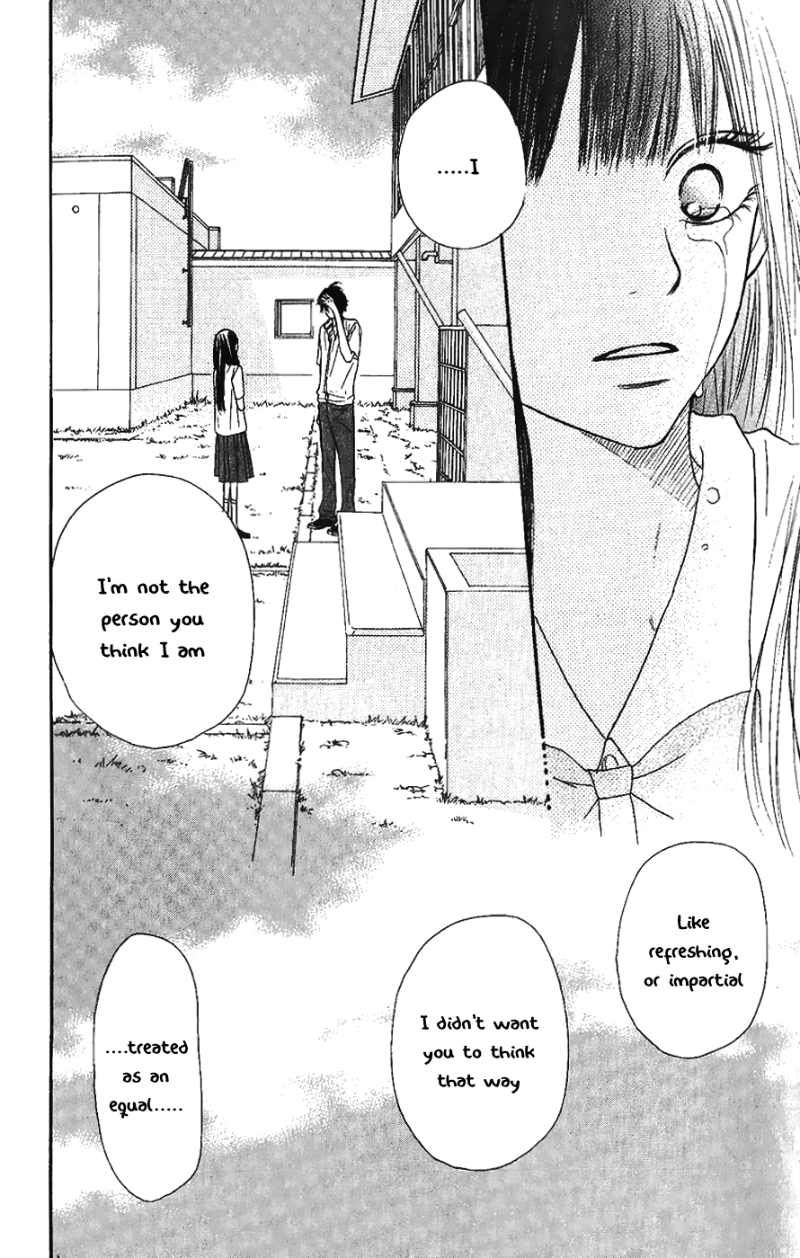 .....I
I'm not the
person you
think I am
Like
refreshing,
or impartial
I didn't want
you to think
that way
....treated
as an
equal.....